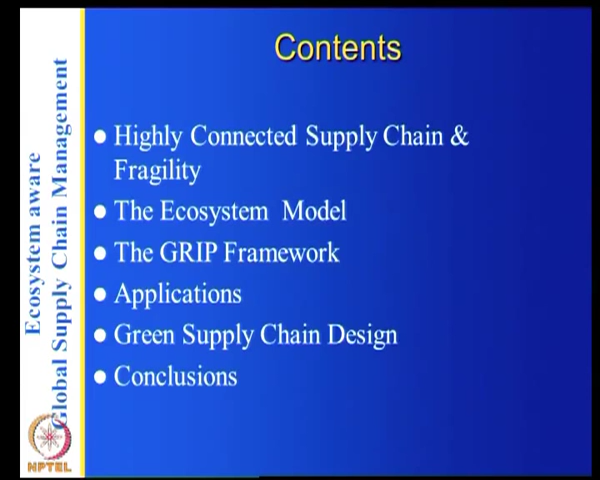 Contents
Highly Connected Supply Chain &
Fragility
The Ecosystem Model
The GRIP Framework
Applications
Green Supply Chain Design
Conclusions
Ecosystem aware
Global Supply Chain Management
NPTEL